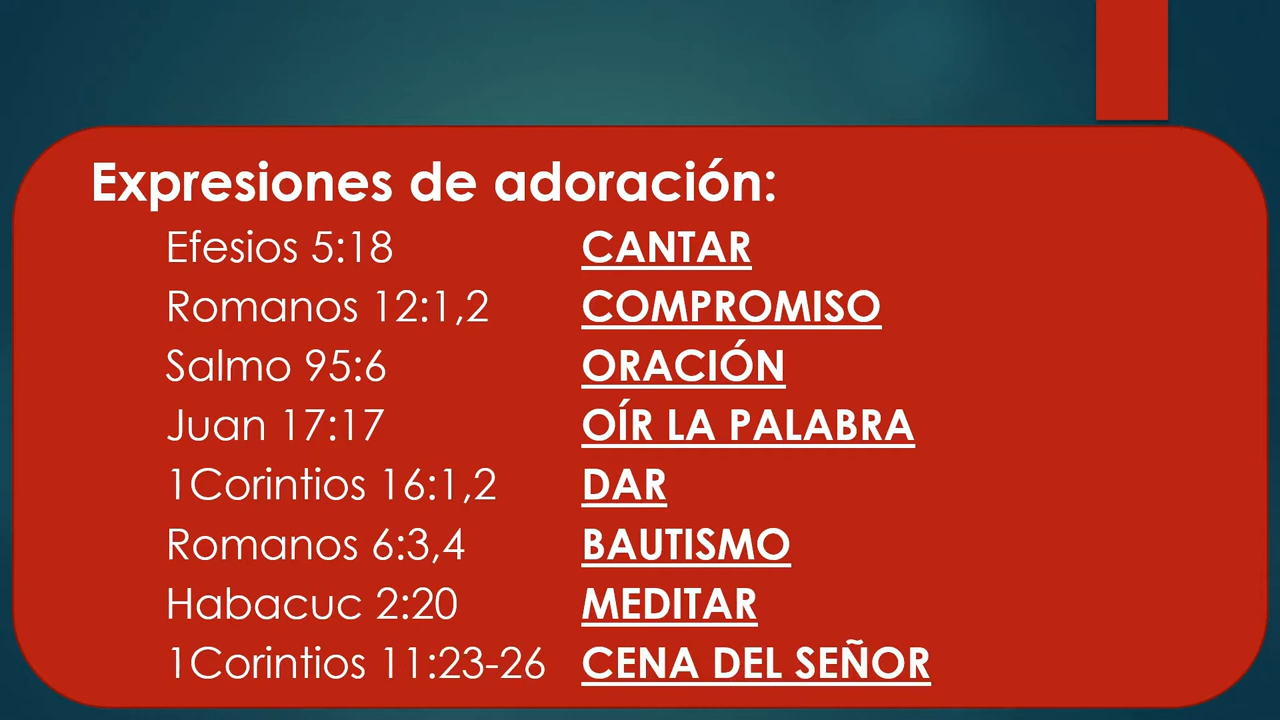 Expresiones de adoración:
Efesios 5:18 CANTAR
Romanos 12:1,2 COMPROMISO
Salmo 95:6 ORACIÓN
Juan 17:17 OÍR LA PALABRA
1Corintios 16:1,2 DAR
Romanos 6:3,4 BAUTISMO
Habacuc 2:20 MEDITAR
1Corintios 11:23-26 CENA DEL SEÑOR